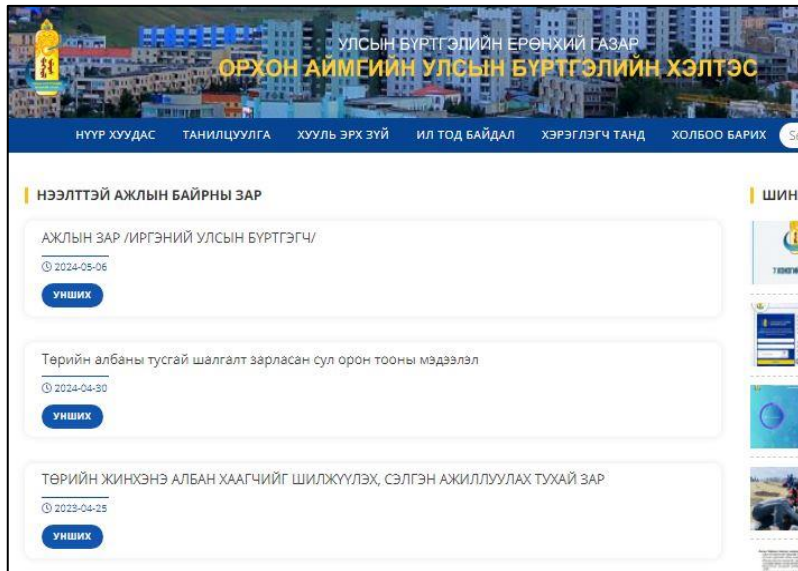 УЛСЫН БҮРТГЭЛИЙН ЕРӨНХИЙ ГАЗАР
ОРХОН АЙМГИЙН УЛСЫН БҮРТГЭЛИЙН ХЭЛТЭС
НҮҮР ХУУДАС ТАНИЛЦУУЛГА ХУУЛЬ ЭРХ ЗҮЙ ИЛ ТОД БАЙДАЛ ХЭРЭГЛЭГЧ ТАНД ХОЛБОО БАРИХ
НЭЭЛТТЭЙ АЖЛЫН БАЙРНЫ ЗАР
АЖЛЫН ЗАР /ИРГЭНИЙ УЛСЫН БҮРТГЭГЧ/
2024-05-06
УНШИХ
Төрийн албаны тусгай шалгалт зарласан сул орон тооны мэдээлэл
2024-04-30
УНШИХ
ТӨРИЙН ЖИНХЭНЭ АЛБАН ХААГЧИЙГ ШИЛЖҮҮЛЭХ, СЭЛГЭН АЖИЛЛУУЛАХ ТУХАЙ ЗАР
2023-04-25
УНШИХ
ШИН